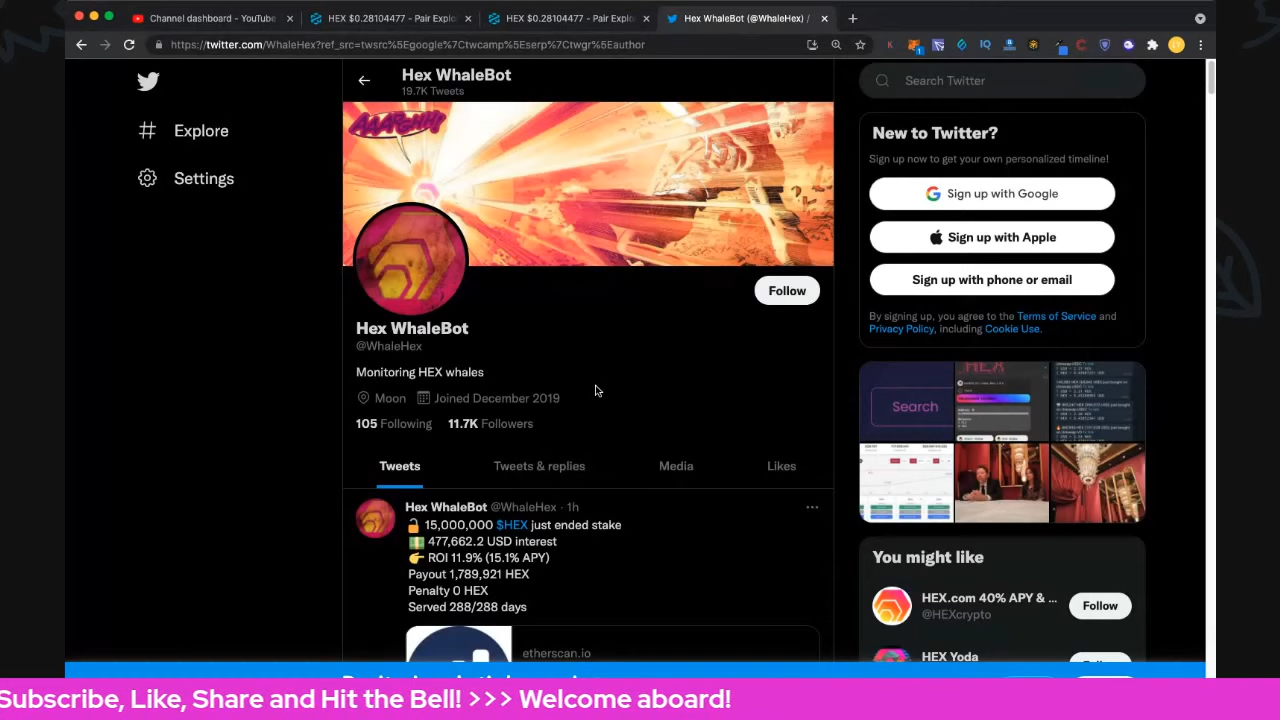 Channel dashboard - YouTube
HEX $0.28104477 - Pair Explo
HEX $0.28104477 - Pair Explo
Hex WhaleBot (@WhaleHex) /
https://twitter.com/WhaleHex?ref_src=twsrc%5Egoogle%7Ctwcamp%5Eserp%7Ctwgr%5Eauthor
Explore
Settings
Hex WhaleBot
19.7K Tweets
AAARGHH!
Follow
Hex WhaleBot
@WhaleHex
Monitoring HEX whales
Moon Joined December 2019
105 Following 11.7K Followers
Tweets Tweets & replies Media Likes
Hex WhaleBot @WhaleHex · 1h
15,000,000 $HEX just ended stake
477,662.2 USD interest
ROI 11.9% (15.1% APY)
Payout 1,789,921 HEX
Penalty 0 HEX
Served 288/288 days
etherscan.io
Search Twitter
New to Twitter?
Sign up now to get your own personalized timeline!
Sign up with Google
Sign up with Apple
Sign up with phone or email
By signing up, you agree to the Terms of Service and
Privacy Policy, including Cookie Use.
Search
HEX
You might like
HEX.com 40% APY & ...
@HEXcrypto
Follow
HEX Yoda
Subscribe, Like, Share and Hit the Bell! >>> Welcome aboard!